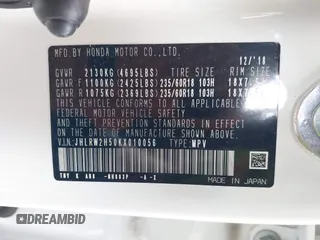 MFD.BY HONDA MOTOR CO.,LTD.
12/'18
GVWR 2130KG(4695LBS) TIRE SIZE RIM SIZE
GAWR F 1100KG(2425LBS)235/60R18 103H 18X7.5
GAWR R 1075KG(2369LBS)235/60R18 103H 18X7.5
THIS VEHICLE CONFORMS TO ALL APPLICABLE
FEDERAL MOTOR VEHICLE SAFETY, BUMPER,
AND THEFT PREVENTION STANDARDS IN EFFECT
ON THE DATE OF MANUFACTURE SHOWN ABOVE.
V.I.N:JHLRW2H50KX010056 TYPE:MPV
MADE IN JAPAN
© DREAMBID